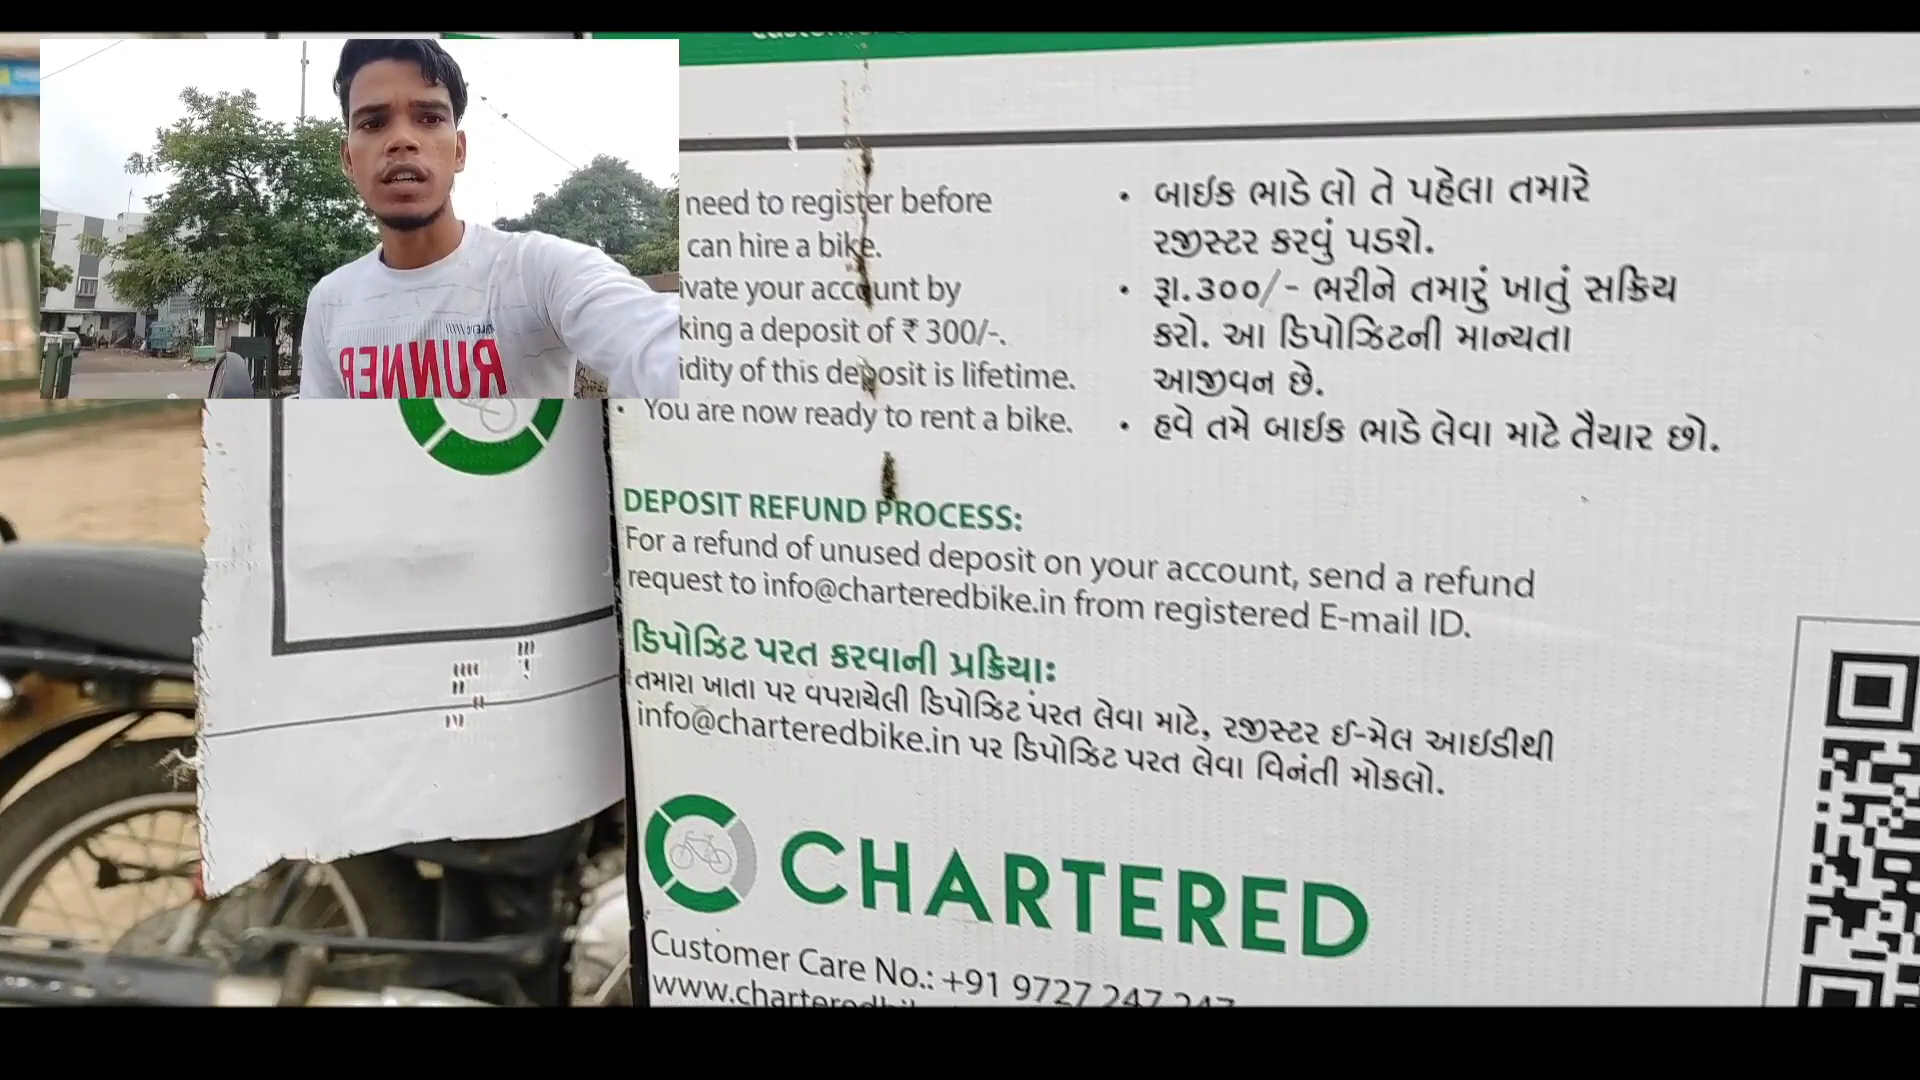 need to register before
can hire a bike.
your account by
a deposit of ₹ 300/-.
of this deposit is lifetime.
• You are now ready to rent a bike.
• બાઈક ભાડે લો તે પહેલા તમારે
રજીસ્ટર કરવું પડશે.
• રૂા.૩૦૦/- ભરીને તમારું ખાતું સક્રિય
કરો. આ ડિપોઝિટની માન્યતા
આજીવન છે.
• હવે તમે બાઈક ભાડે લેવા માટે તૈયાર છો.
DEPOSIT REFUND PROCESS:
For a refund of unused deposit on your account, send a refund
request to info@charteredbike.in from registered E-mail ID.
ડિપોઝિટ પરત કરવાની પ્રક્રિયાઃ
તમારા ખાતા પર વપરાયેલી ડિપોઝિટ પરત લેવા માટે, રજીસ્ટર ઈ-મેલ આઈડીથી
info@charteredbike.in પર ડિપોઝિટ પરત લેવા વિનંતી મોકલો.
CHARTERED
Customer Care No.: +91 9727 247 247
RUNNER